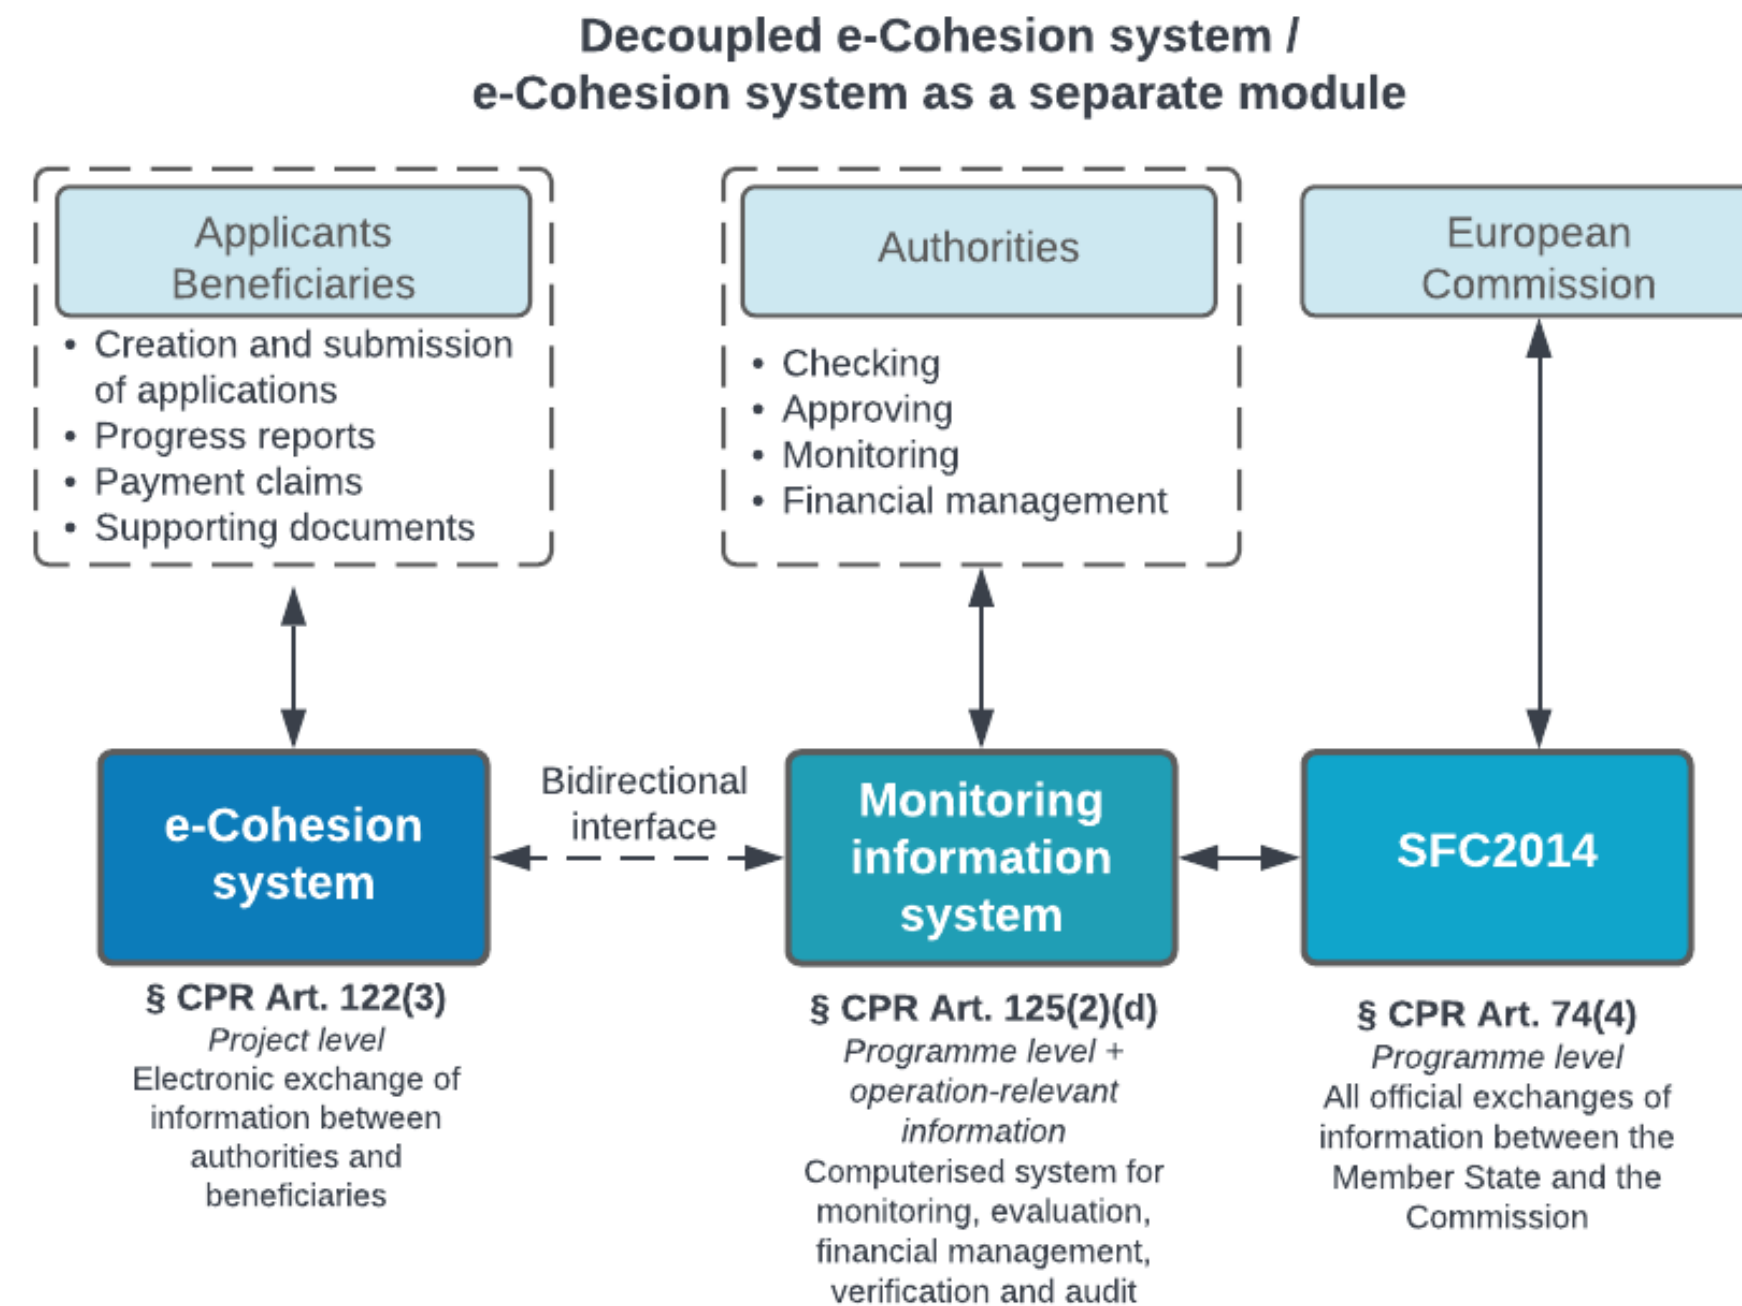 Decoupled e-Cohesion system /
e-Cohesion system as a separate module
Applicants
Beneficiaries
• Creation and submission
of applications
• Progress reports
• Payment claims
• Supporting documents
Authorities
• Checking
• Approving
• Monitoring
• Financial management
European
Commission
e-Cohesion
system
Bidirectional
interface
Monitoring
information
system
SFC2014
§ CPR Art. 122(3)
Project level
Electronic exchange of
information between
authorities and
beneficiaries
§ CPR Art. 125(2)(d)
Programme level +
operation-relevant
information
Computerised system for
monitoring, evaluation,
financial management,
verification and audit
§ CPR Art. 74(4)
Programme level
All official exchanges of
information between the
Member State and the
Commission